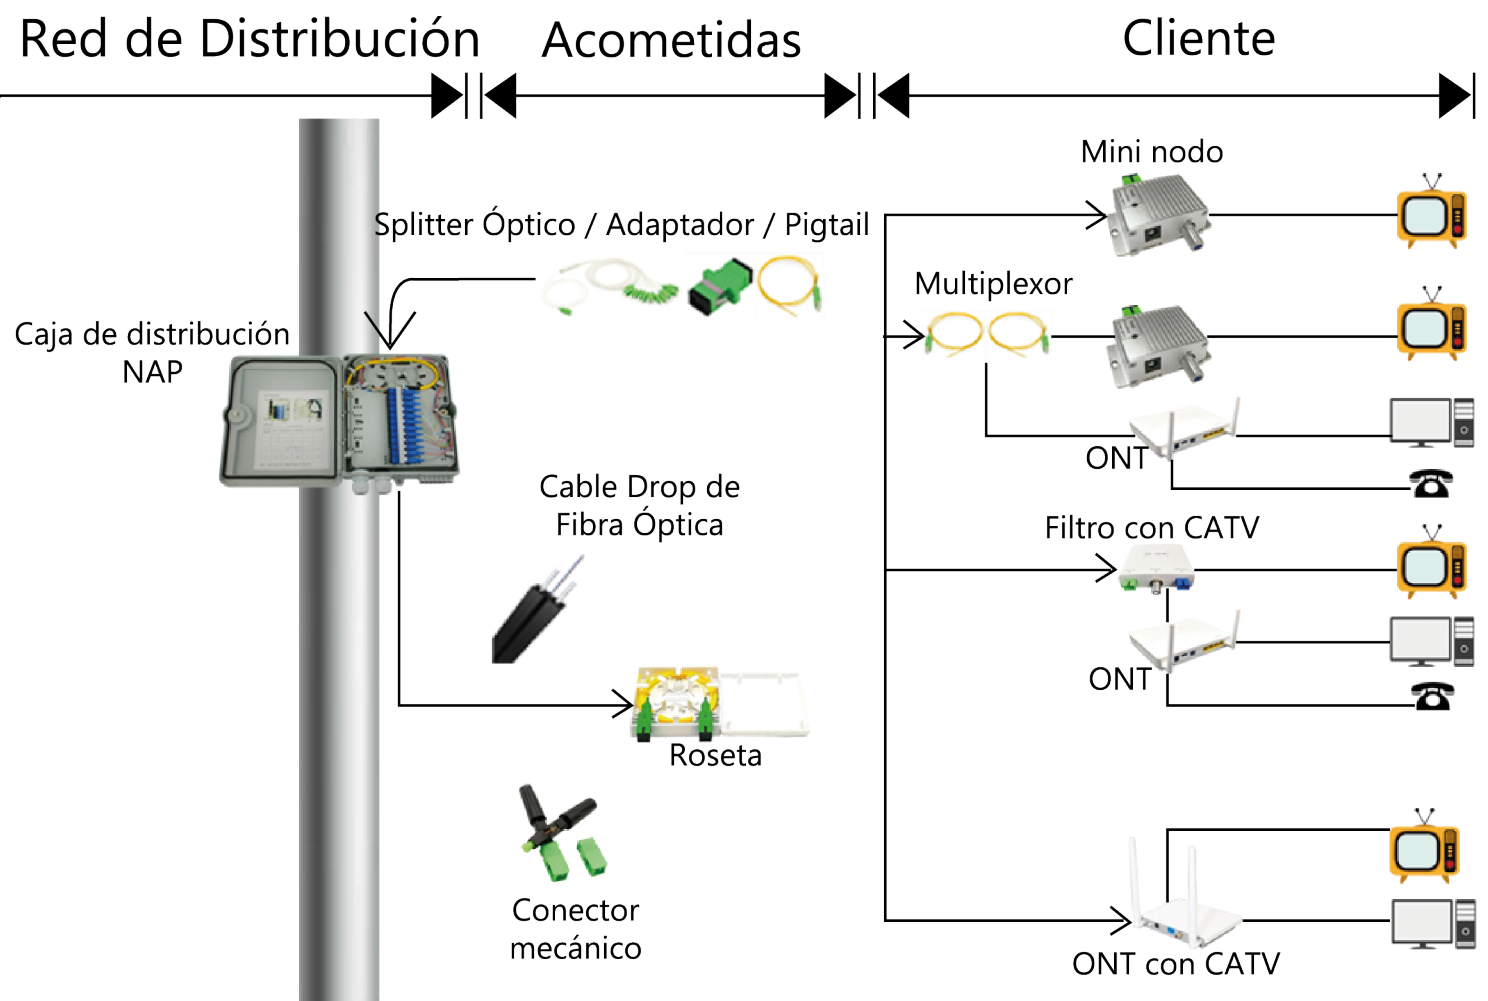 Red de Distribución
Acometidas
Cliente
Mini nodo
Splitter Óptico / Adaptador / Pigtail
Multiplexor
Caja de distribución
NAP
ONT
Cable Drop de
Fibra Óptica
Filtro con CATV
ONT
Roseta
Conector
mecánico
ONT con CATV